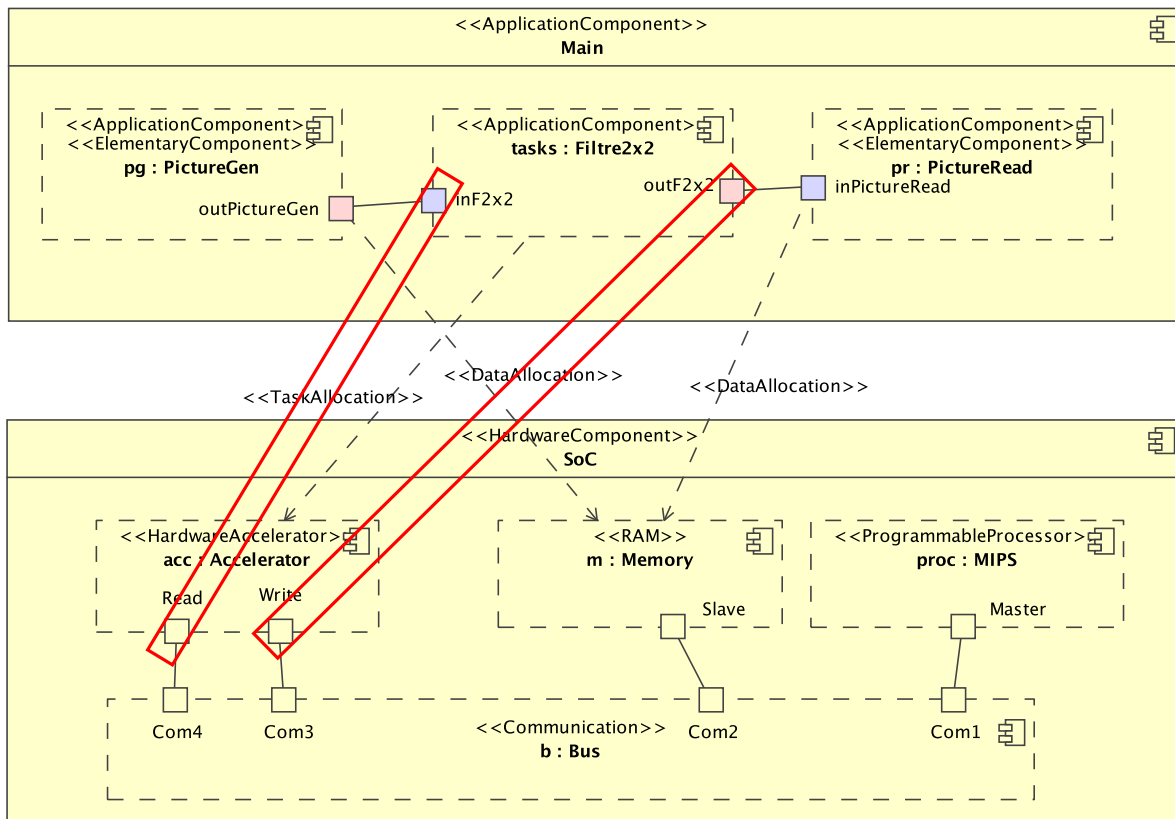 <<ApplicationComponent>>
Main
<<ApplicationComponent>
<<ElementaryComponent>>
pg : PictureGen
outPictureGen
<<ApplicationComponent>
tasks : Filtre2x2
inF2x2
outF2x2
<<ApplicationComponent>
<<ElementaryComponent>>
pr : PictureRead
inPictureRead
<<TaskAllocation>>
<<DataAllocation>>
<<DataAllocation>>
<<HardwareComponent>>
SoC
<<HardwareAccelerator>
acc : Accelerator
Read
Write
<<RAM>>
m : Memory
Slave
<<ProgrammableProcessor>
proc : MIPS
Master
Com4
Com3
<<Communication>>
b : Bus
Com2
Com1